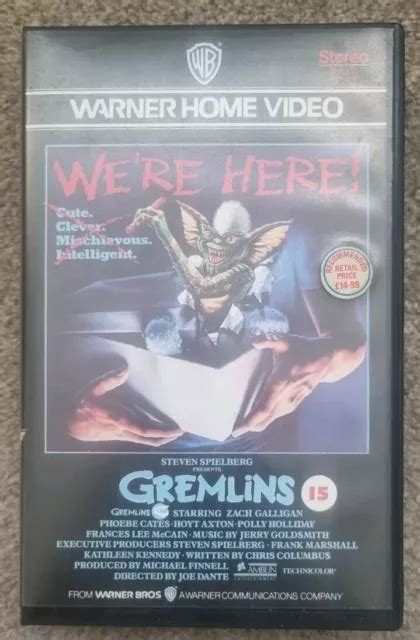 WB
Stereo
WARNER HOME VIDEO
WE'RE HERE!
Cute.
Clever.
Mischievous.
Intelligent.
RECOMMENDED
RETAIL
PRICE
£14·99
STEVEN SPIELBERG
PRESENTS
GREMLINS 15
GREMLINS STARRING ZACH GALLIGAN
PHOEBE CATES · HOYT AXTON · POLLY HOLLIDAY
FRANCES LEE McCAIN · MUSIC BY JERRY GOLDSMITH
EXECUTIVE PRODUCERS STEVEN SPIELBERG · FRANK MARSHALL
KATHLEEN KENNEDY · WRITTEN BY CHRIS COLUMBUS
PRODUCED BY MICHAEL FINNELL AMBLIN TECHNICOLOR®
DIRECTED BY JOE DANTE ENTERTAINMENT
FROM WARNER BROS A WARNER COMMUNICATIONS COMPANY